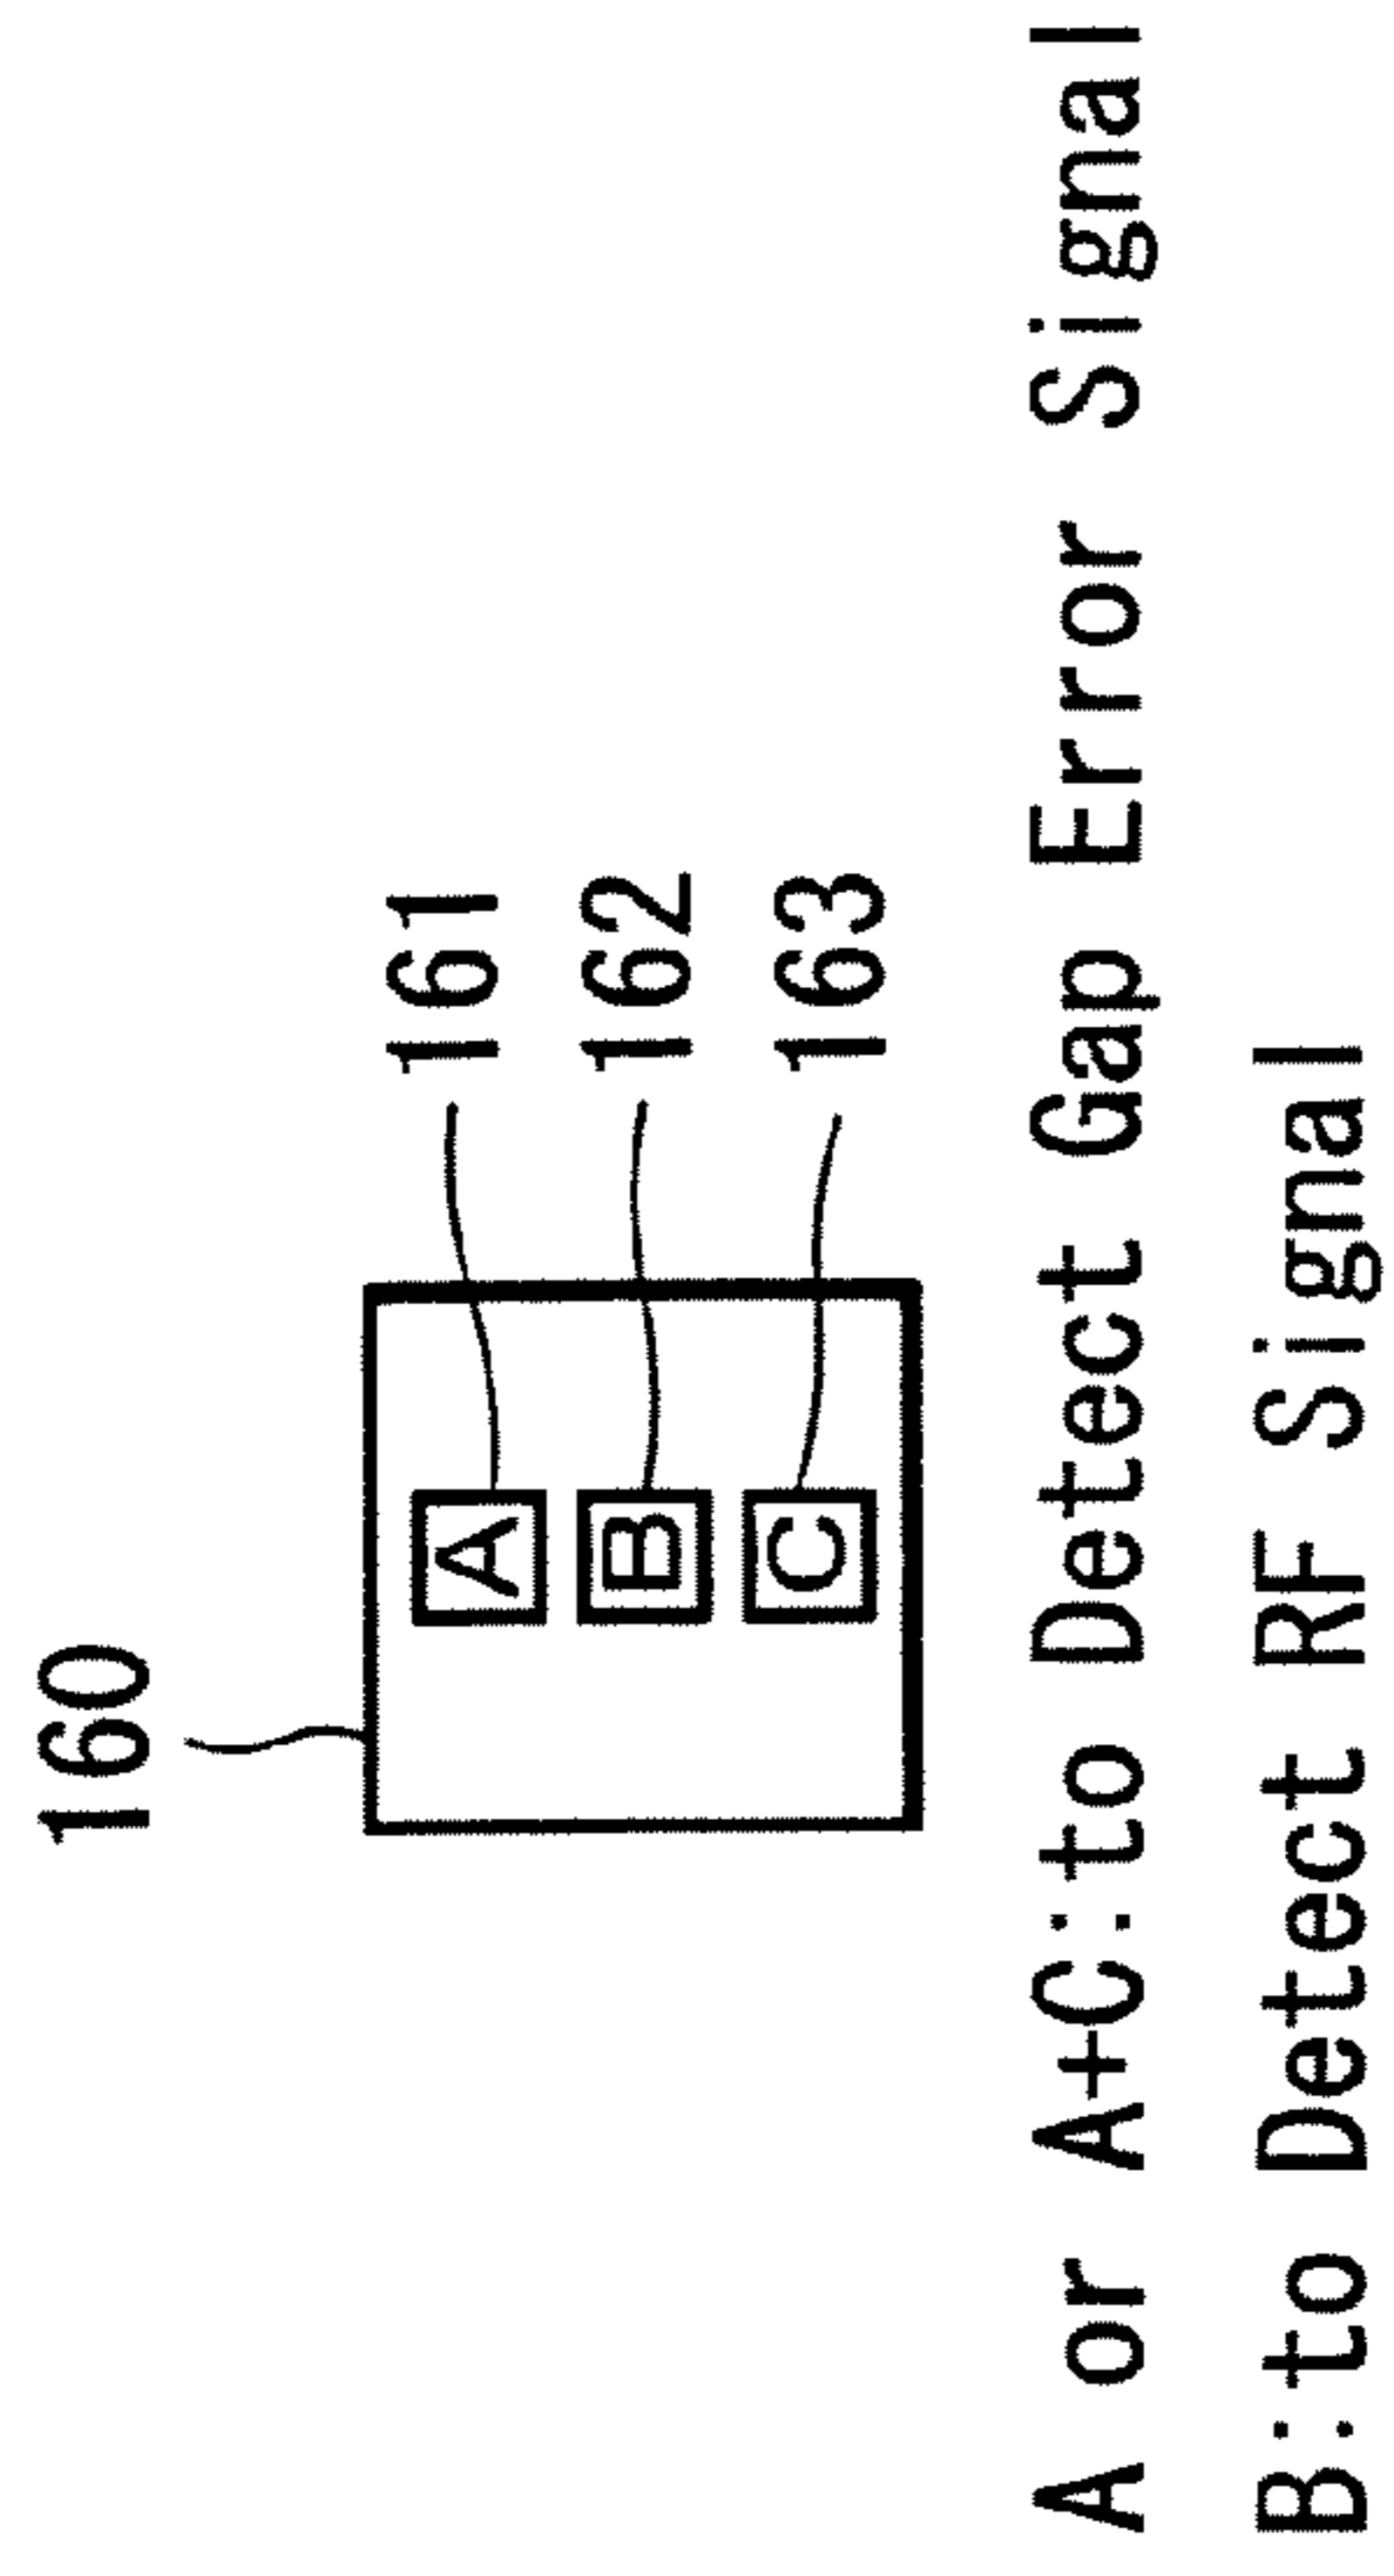 160
A
161
B
162
C
163
A or A+C:to Detect Gap Error Signal
B:to Detect RF Signal